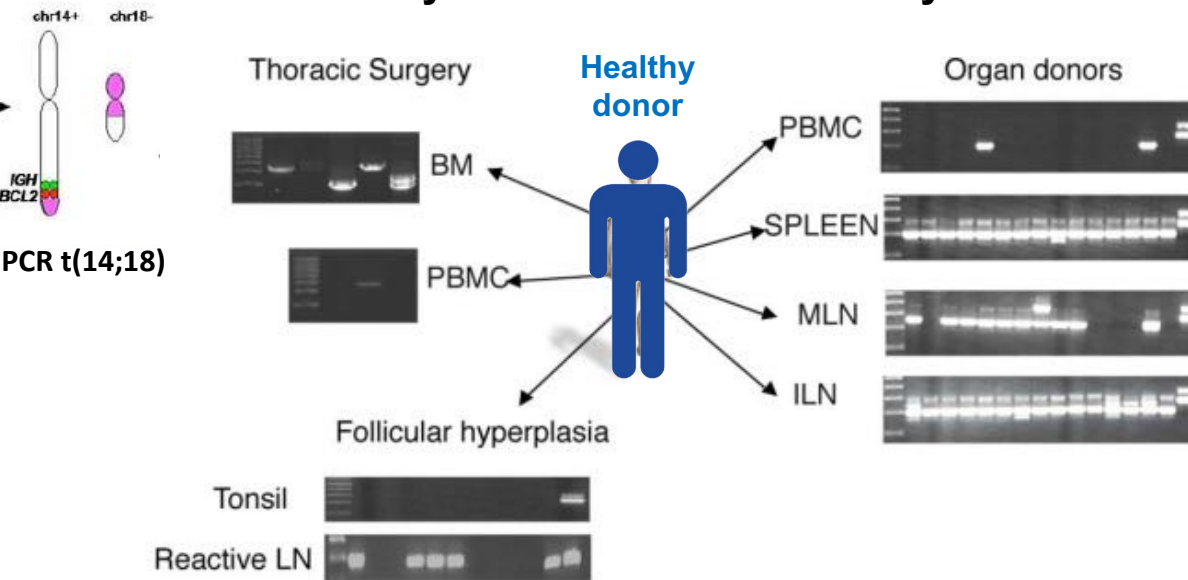 chr14+ chr18-
IGH
BCL2
PCR t(14;18)
Thoracic Surgery
BM
PBMC
Healthy
donor
Organ donors
PBMC
SPLEEN
MLN
ILN
Follicular hyperplasia
Tonsil
Reactive LN